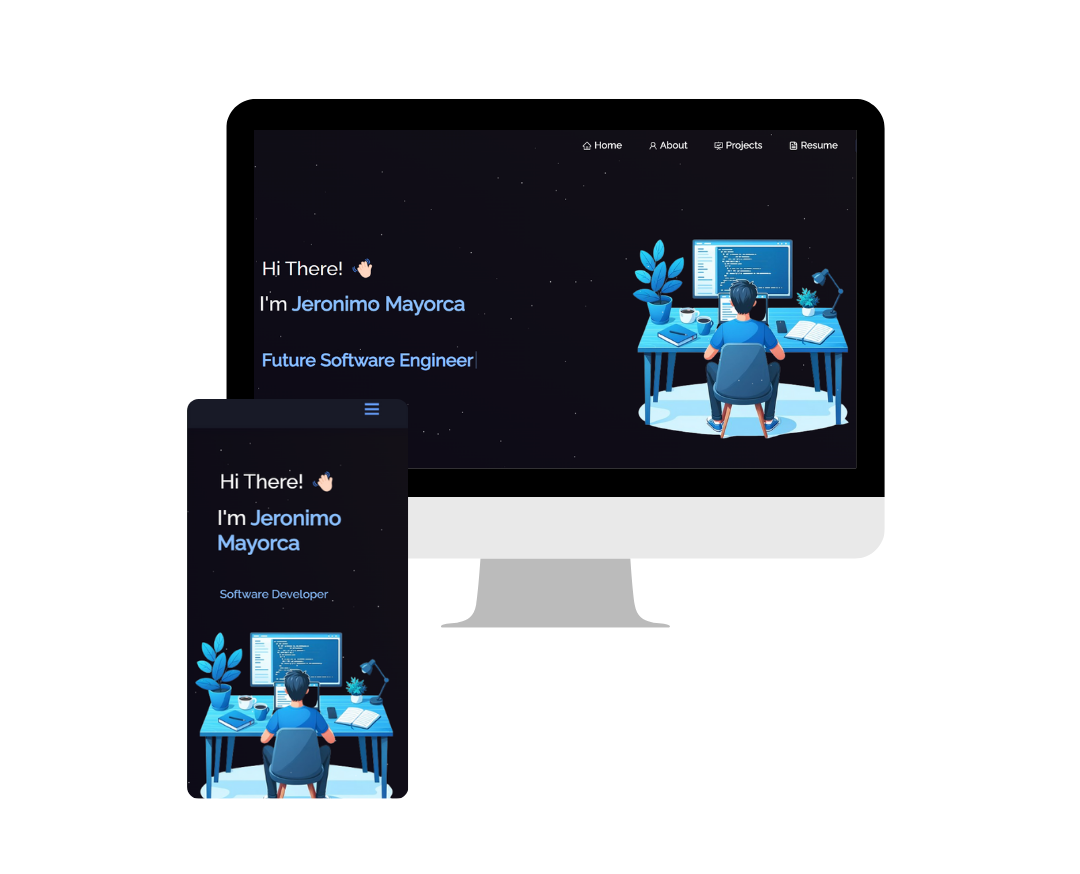 Home About Projects Resume
Hi There!
I'm Jeronimo Mayorca
Future Software Engineer
Hi There!
I'm Jeronimo
Mayorca
Software Developer